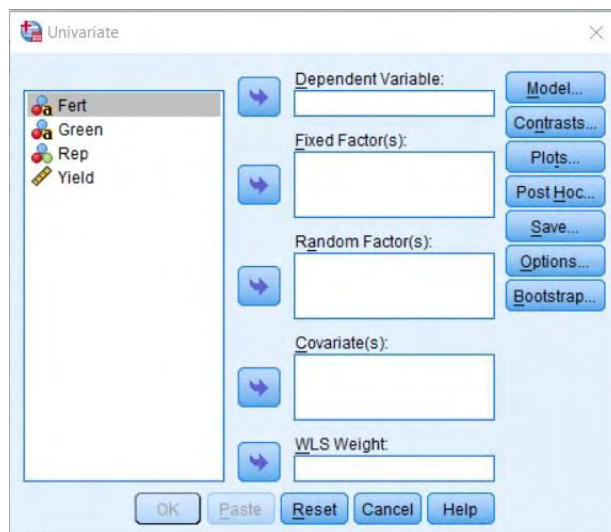 Univariate
Fert
Green
Rep
Yield
Dependent Variable:
Fixed Factor(s):
Random Factor(s):
Covariate(s):
WLS Weight:
Model...
Contrasts...
Plots...
Post Hoc...
Save...
Options...
Bootstrap...
OK Paste Reset Cancel Help